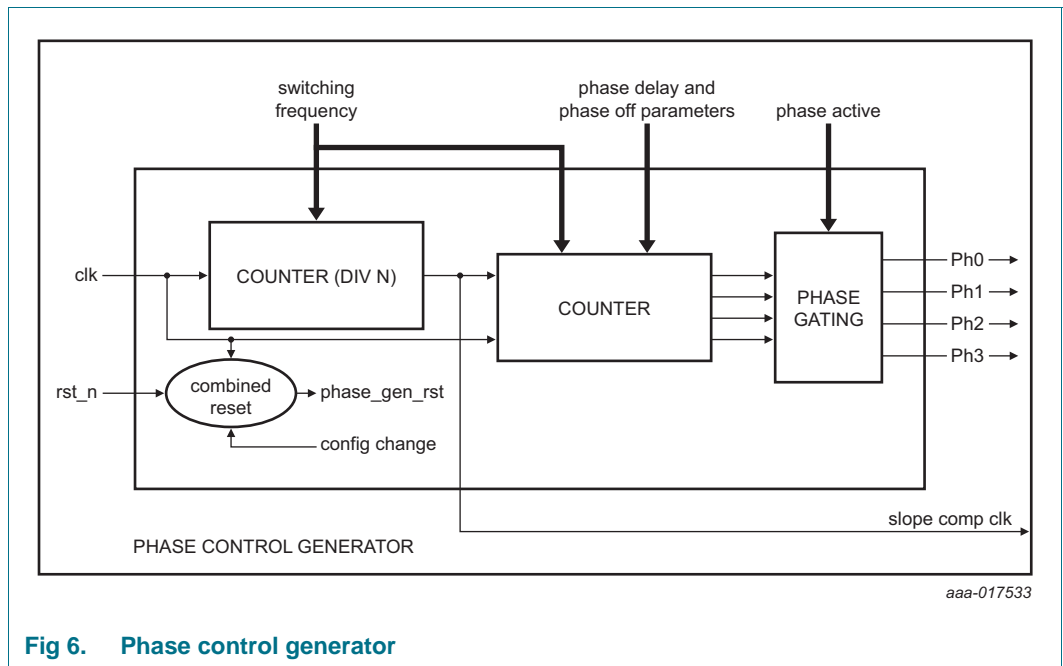 switching
frequency
phase delay and
phase off parameters
phase active
clk
COUNTER (DIV N)
COUNTER
PHASE
GATING
Ph0
Ph1
Ph2
Ph3
rst_n
combined
reset
phase_gen_rst
config change
slope comp clk
PHASE CONTROL GENERATOR
aaa-017533
Fig 6. Phase control generator